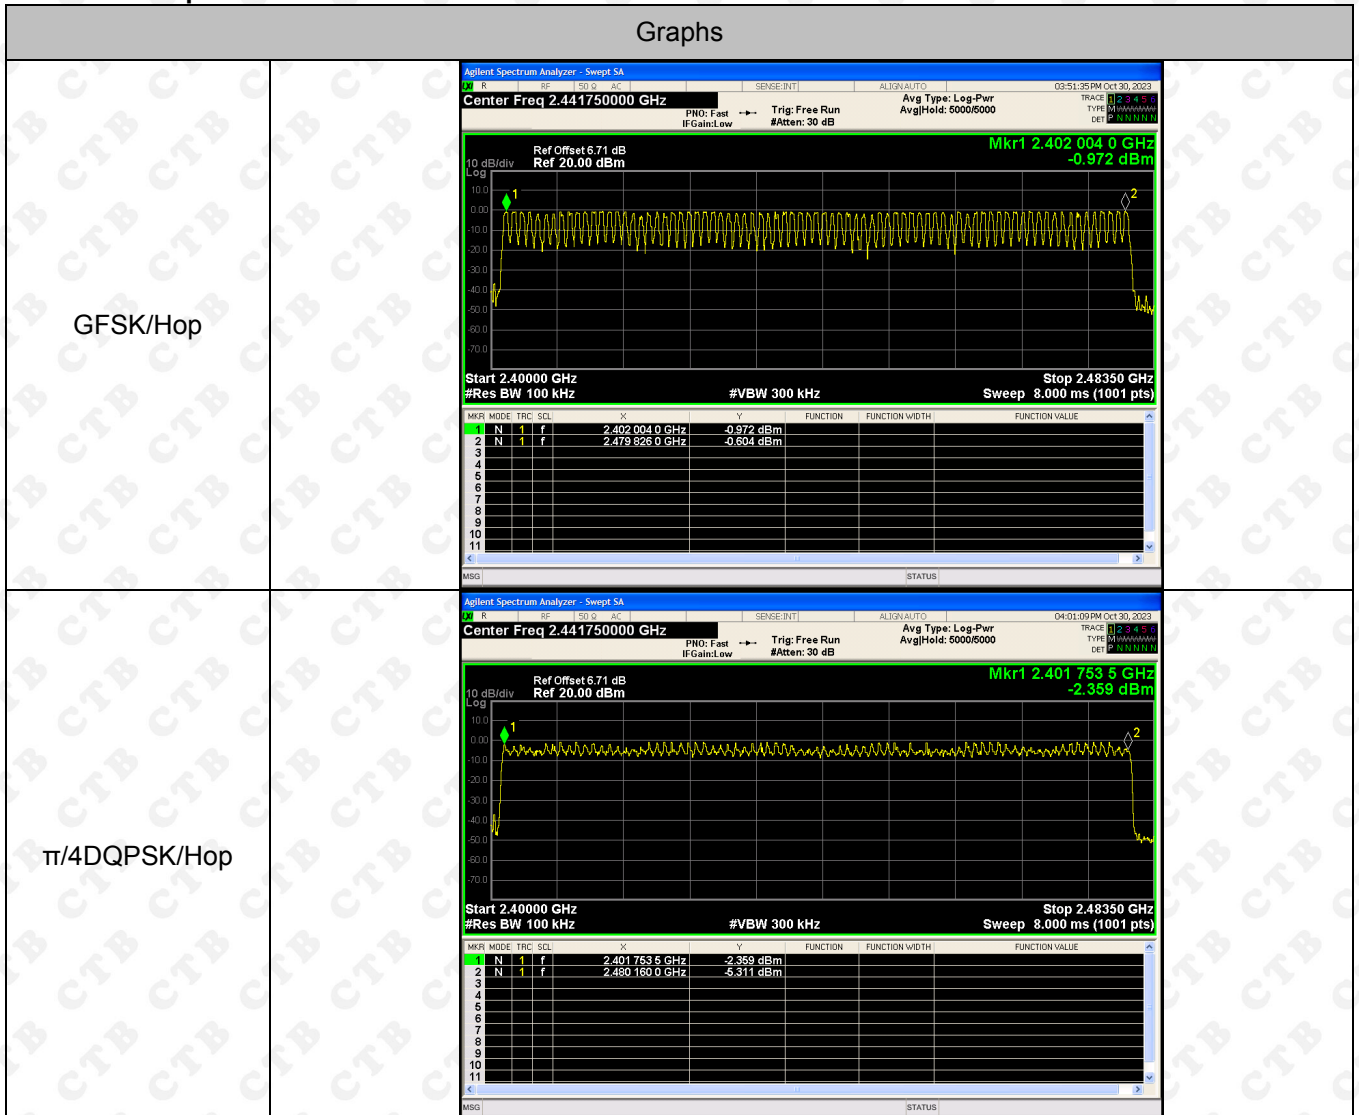 Graphs
GFSK/Hop
Agilent Spectrum Analyzer - Swept SA
LXI R RF 50 Ω AC SENSE:INT ALIGNAUTO 03:51:35 PM Oct 30, 2023
Center Freq 2.441750000 GHz
Avg Type: Log-Pwr
TRACE 1 2 3 4 5 6
PNO: Fast Trig: Free Run Avg|Hold: 5000/5000
TYPE M
IFGain:Low #Atten: 30 dB
DET P N N N N N
Mkr1 2.402 004 0 GHz
-0.972 dBm
Ref Offset 6.71 dB
10 dB/div Ref 20.00 dBm
Log
10.0
0.00
-10.0
-20.0
-30.0
-40.0
-50.0
-60.0
-70.0
1
2
Start 2.40000 GHz Stop 2.48350 GHz
#Res BW 100 kHz #VBW 300 kHz Sweep 8.000 ms (1001 pts)
MKR MODE TRC SCL X Y FUNCTION FUNCTION WIDTH FUNCTION VALUE
1 N 1 f 2.402 004 0 GHz -0.972 dBm
2 N 1 f 2.479 826 0 GHz -0.604 dBm
3
4
5
6
7
8
9
10
11
MSG STATUS
π/4DQPSK/Hop
Agilent Spectrum Analyzer - Swept SA
LXI R RF 50 Ω AC SENSE:INT ALIGNAUTO 04:01:09 PM Oct 30, 2023
Center Freq 2.441750000 GHz
Avg Type: Log-Pwr
TRACE 1 2 3 4 5 6
PNO: Fast Trig: Free Run Avg|Hold: 5000/5000
TYPE M
IFGain:Low #Atten: 30 dB
DET P N N N N N
Mkr1 2.401 753 5 GHz
-2.359 dBm
Ref Offset 6.71 dB
10 dB/div Ref 20.00 dBm
Log
10.0
0.00
-10.0
-20.0
-30.0
-40.0
-50.0
-60.0
-70.0
1
2
Start 2.40000 GHz Stop 2.48350 GHz
#Res BW 100 kHz #VBW 300 kHz Sweep 8.000 ms (1001 pts)
MKR MODE TRC SCL X Y FUNCTION FUNCTION WIDTH FUNCTION VALUE
1 N 1 f 2.401 753 5 GHz -2.359 dBm
2 N 1 f 2.480 160 0 GHz -5.311 dBm
3
4
5
6
7
8
9
10
11
MSG STATUS